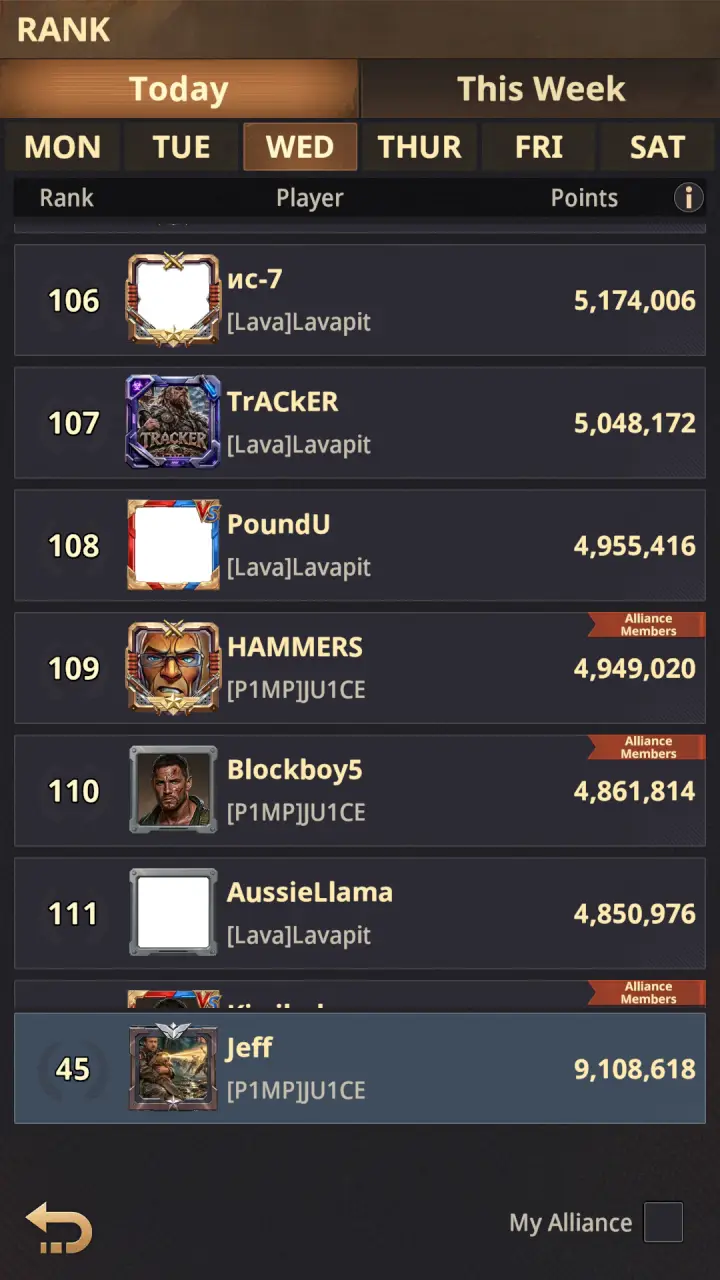 RANK
Today
This Week
MON
TUE
WED
THUR
FRI
SAT
Rank
Player
Points
106
ис-7
[Lava]Lavapit
5,174,006
107
TRACKER
TrACkER
[Lava]Lavapit
5,048,172
108
VS
PoundU
[Lava]Lavapit
4,955,416
Alliance
Members
109
HAMMERS
[P1MP]JU1CE
4,949,020
Alliance
Members
110
Blockboy5
[P1MP]JU1CE
4,861,814
111
AussieLlama
[Lava]Lavapit
4,850,976
Alliance
Members
VS
45
Jeff
[P1MP]JU1CE
9,108,618
My Alliance